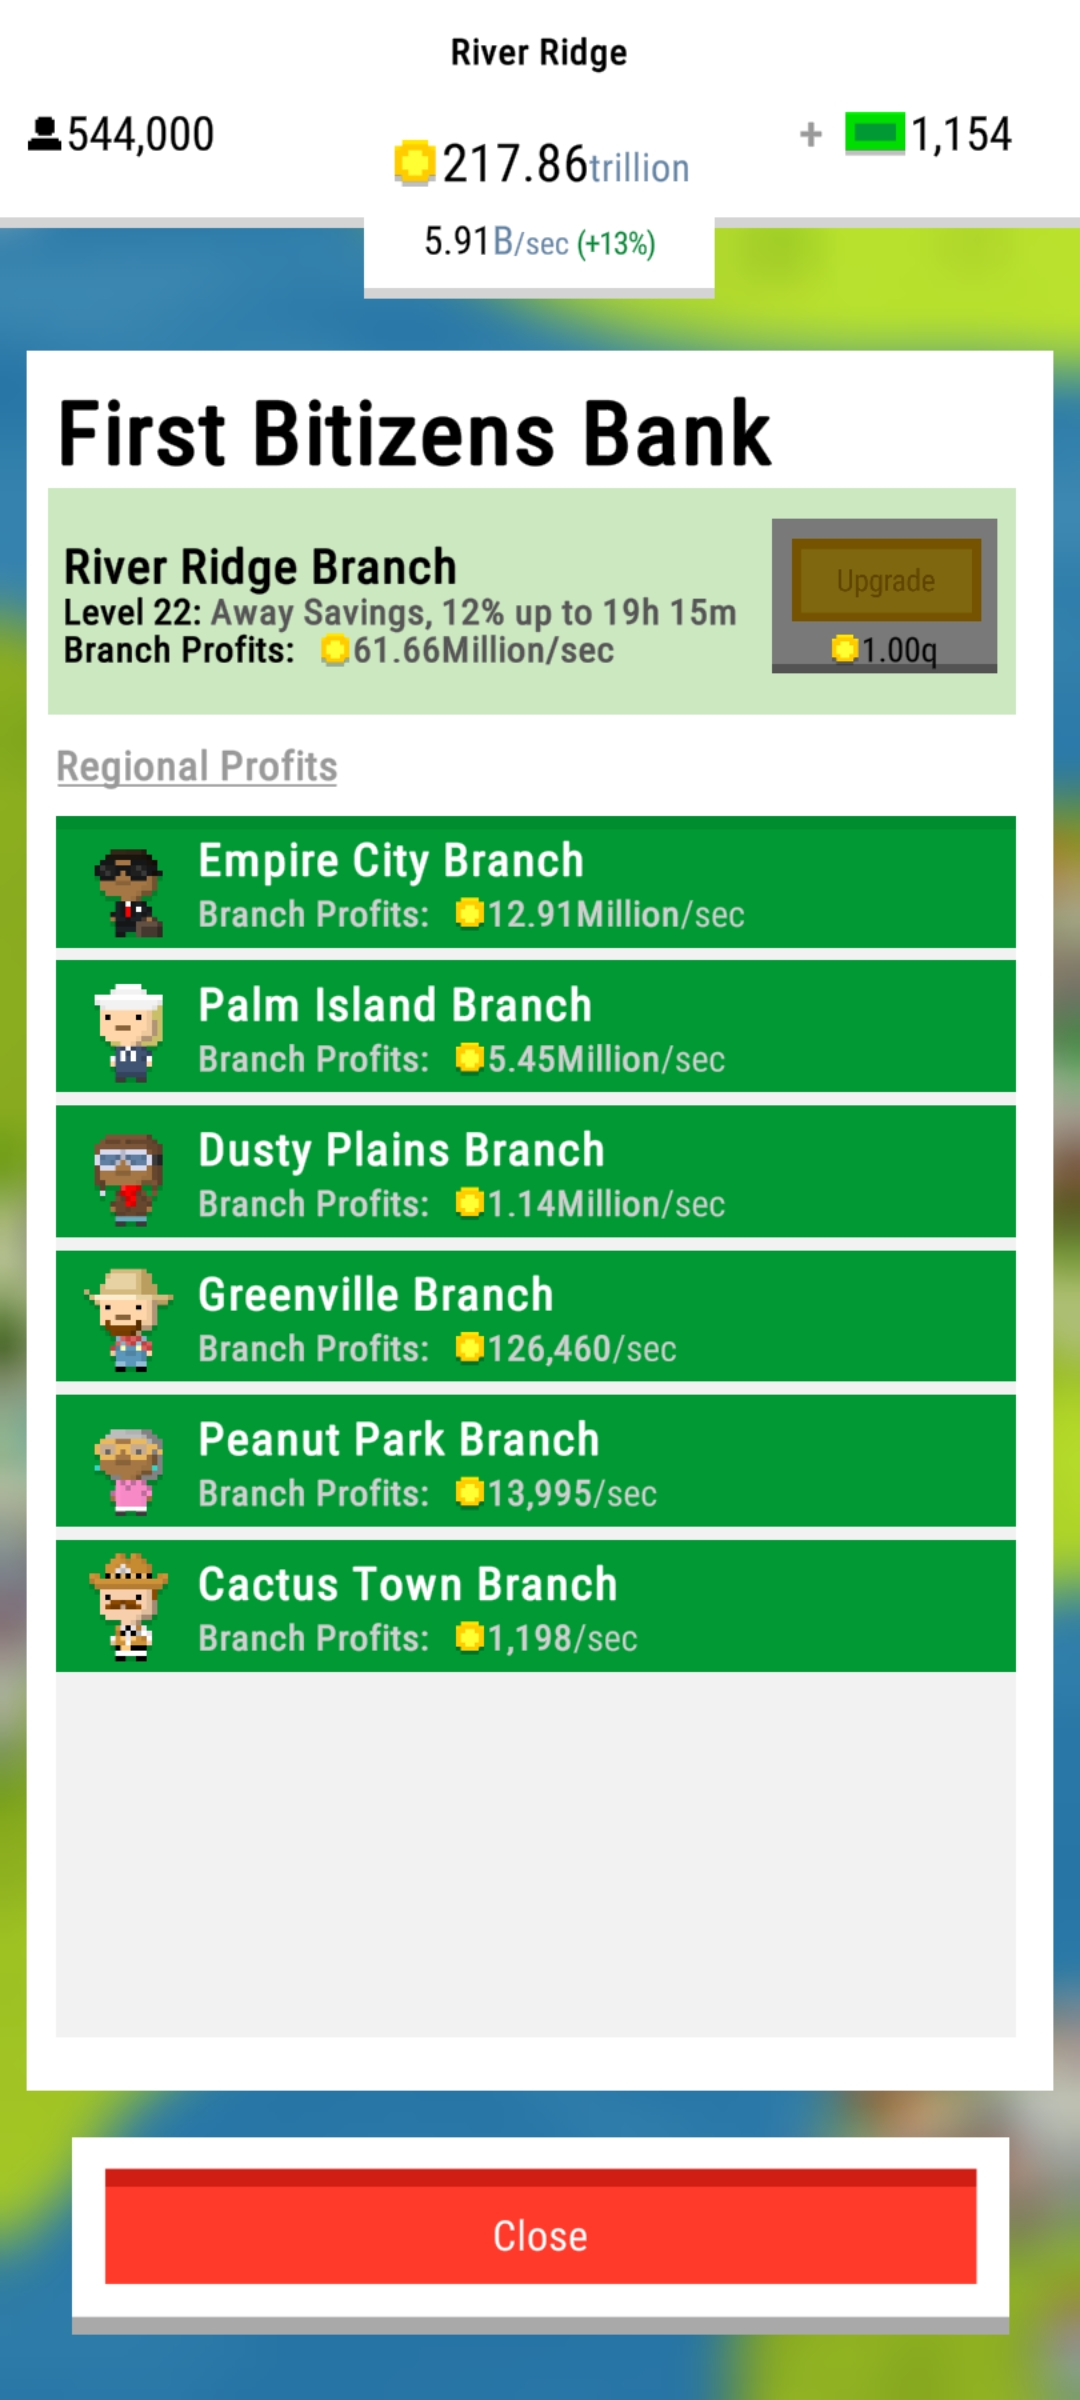 River Ridge
544,000
217.86trillion
+ 1,154
5.91B/sec (+13%)
First Bitizens Bank
River Ridge Branch
Level 22: Away Savings, 12% up to 19h 15m
Branch Profits: 61.66Million/sec
Upgrade
1.00q
Regional Profits
Empire City Branch
Branch Profits: 12.91Million/sec
Palm Island Branch
Branch Profits: 5.45Million/sec
Dusty Plains Branch
Branch Profits: 1.14Million/sec
Greenville Branch
Branch Profits: 126,460/sec
Peanut Park Branch
Branch Profits: 13,995/sec
Cactus Town Branch
Branch Profits: 1,198/sec
Close